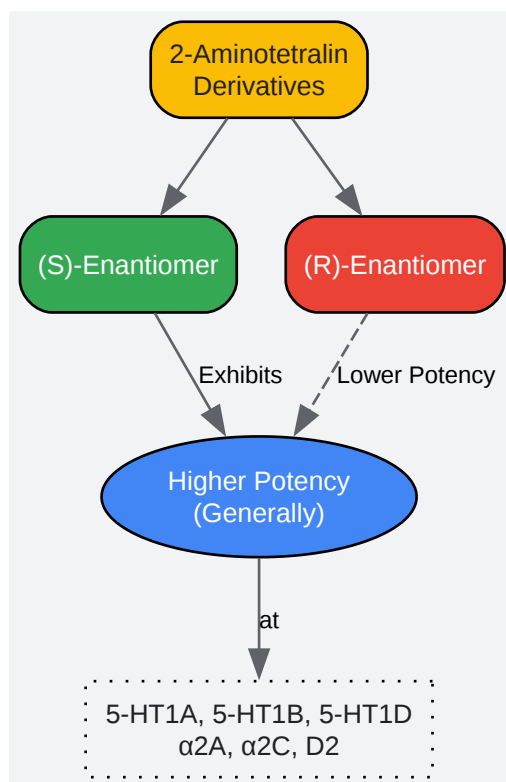 2-Aminotetralin
Derivatives
(S)-Enantiomer
(R)-Enantiomer
Exhibits
Lower Potency
Higher Potency
(Generally)
at
5-HT1A, 5-HT1B, 5-HT1D
α2A, α2C, D2